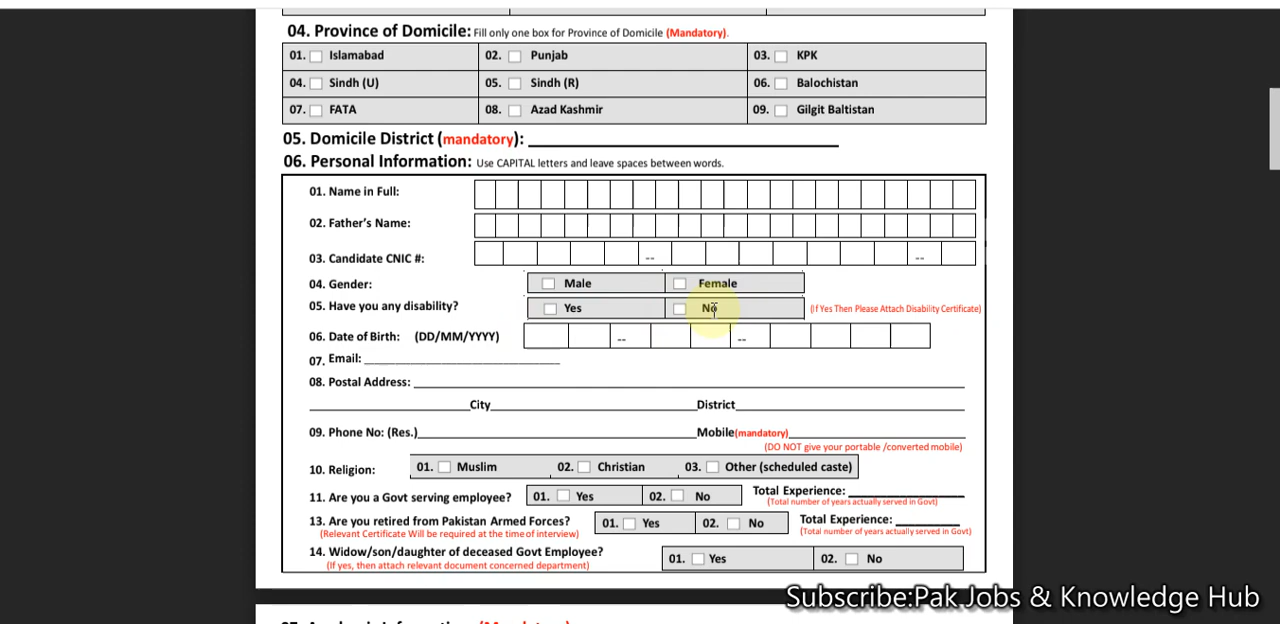 04. Province of Domicile: Fill only one box for Province of Domicile (Mandatory).
01. Islamabad 02. Punjab 03. KPK
04. Sindh (U) 05. Sindh (R) 06. Balochistan
07. FATA 08. Azad Kashmir 09. Gilgit Baltistan
05. Domicile District (mandatory):
06. Personal Information: Use CAPITAL letters and leave spaces between words.
01. Name in Full:
02. Father's Name:
03. Candidate CNIC #: -- --
04. Gender: Male Female
05. Have you any disability? Yes No (If Yes Then Please Attach Disability Certificate)
06. Date of Birth: (DD/MM/YYYY) -- --
07. Email:
08. Postal Address:
City District
09. Phone No: (Res.) Mobile(mandatory)
(DO NOT give your portable /converted mobile)
10. Religion: 01. Muslim 02. Christian 03. Other (scheduled caste)
11. Are you a Govt serving employee? 01. Yes 02. No Total Experience:
(Total number of years actually served in Govt)
13. Are you retired from Pakistan Armed Forces? 01. Yes 02. No Total Experience:
(Relevant Certificate Will be required at the time of interview) (Total number of years actually served in Govt)
14. Widow/son/daughter of deceased Govt Employee? 01. Yes 02. No
(If yes, then attach relevant document concerned department)
Subscribe:Pak Jobs & Knowledge Hub